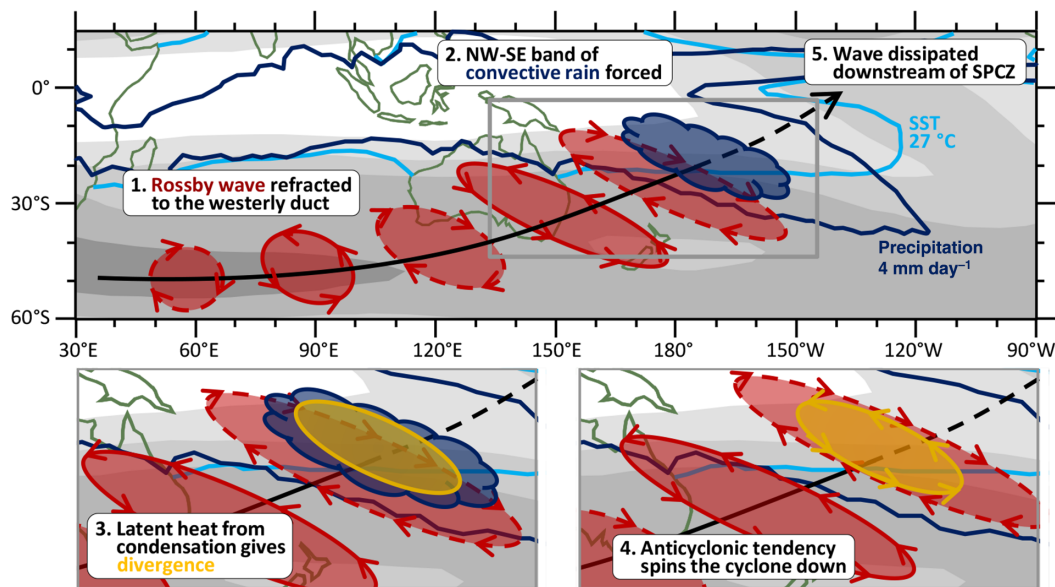 2. NW-SE band of
convective rain forced
5. Wave dissipated
downstream of SPCZ
0°
SST
27 °C
1. Rossby wave refracted
to the westerly duct
30°S
Precipitation
4 mm day⁻¹
60°S
30°E 60°E 90°E 120°E 150°E 180° 150°W 120°W 90°W
3. Latent heat from
condensation gives
divergence
4. Anticyclonic tendency
spins the cyclone down